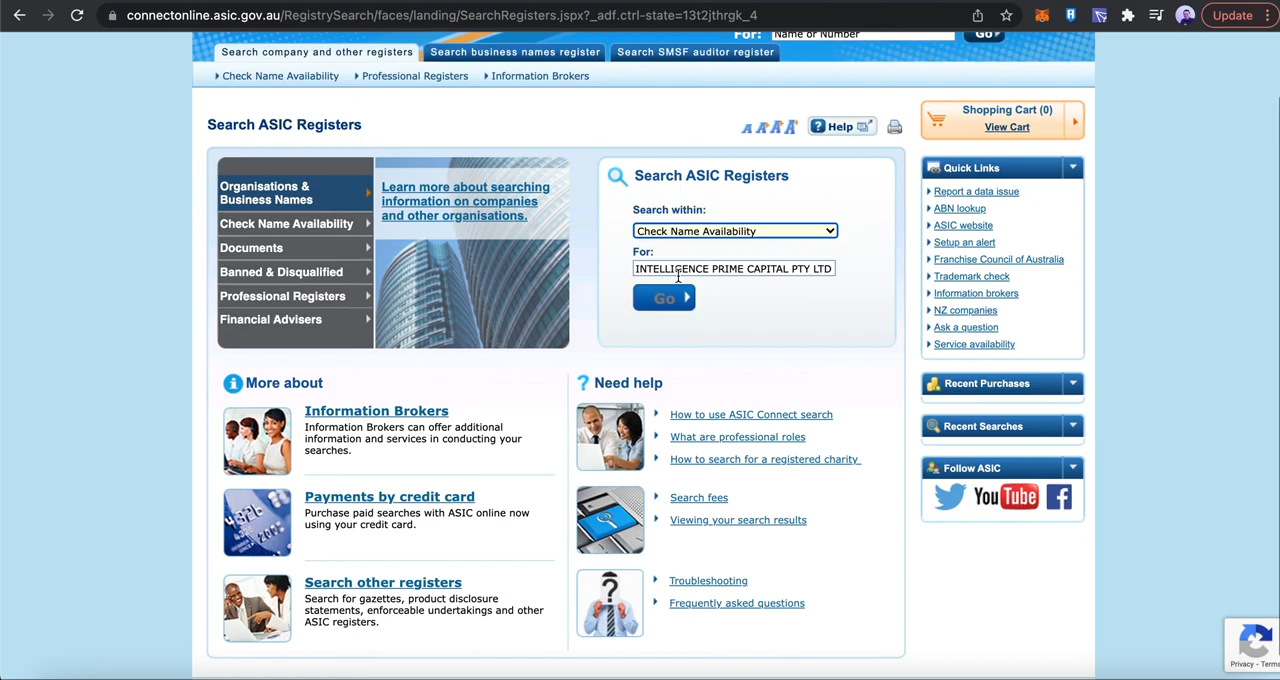 connectonline.asic.gov.au/RegistrySearch/faces/landing/SearchRegisters.jspx?_adf.ctrl-state=13t2jthrgk_4
Update
For:
Name or Number
Go
Search company and other registers
Search business names register
Search SMSF auditor register
Check Name Availability
Professional Registers
Information Brokers
Search ASIC Registers
A A A A
Help
Shopping Cart (0)
View Cart
Organisations &
Business Names
Check Name Availability
Documents
Banned & Disqualified
Professional Registers
Financial Advisers
Learn more about searching
information on companies
and other organisations.
Search ASIC Registers
Search within:
Check Name Availability
For:
INTELLIGENCE PRIME CAPITAL PTY LTD
Go
Quick Links
Report a data issue
ABN lookup
ASIC website
Setup an alert
Franchise Council of Australia
Trademark check
Information brokers
NZ companies
Ask a question
Service availability
Recent Purchases
Recent Searches
Follow ASIC
YouTube
More about
Information Brokers
Information Brokers can offer additional
information and services in conducting your
searches.
Payments by credit card
Purchase paid searches with ASIC online now
using your credit card.
Search other registers
Search for gazettes, product disclosure
statements, enforceable undertakings and other
ASIC registers.
Need help
How to use ASIC Connect search
What are professional roles
How to search for a registered charity
Search fees
Viewing your search results
Troubleshooting
Frequently asked questions
Privacy - Terms